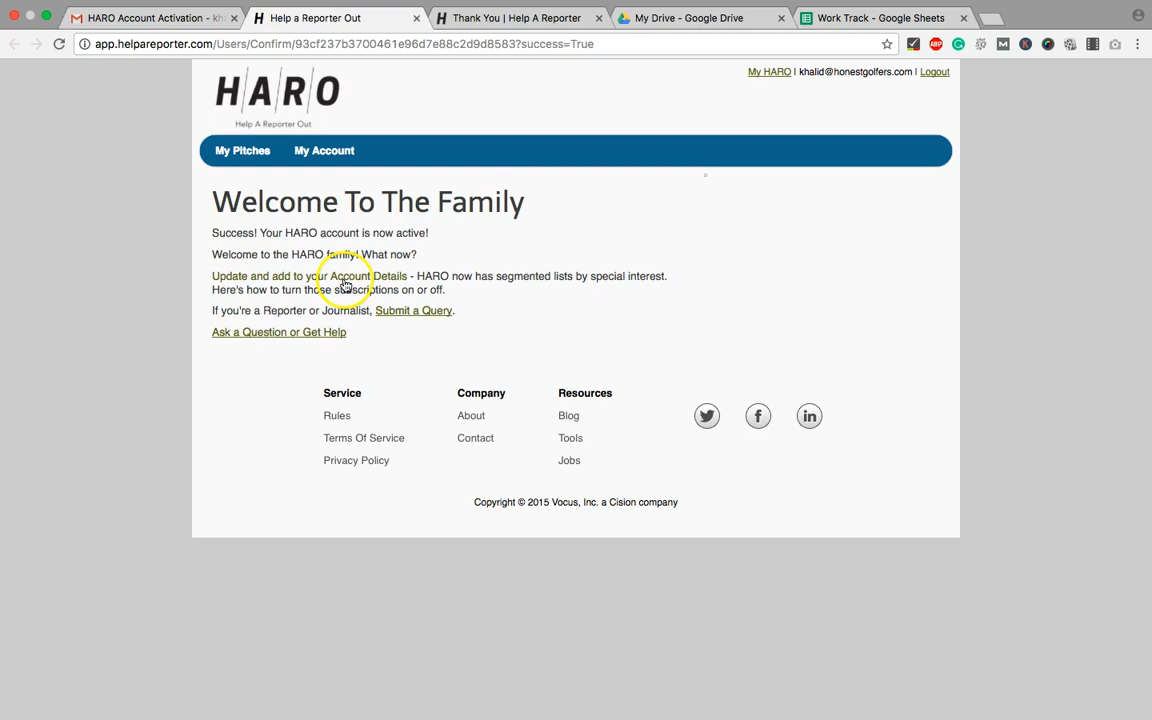 HARO Account Activation - kha
Help a Reporter Out
Thank You | Help A Reporter
My Drive - Google Drive
Work Track - Google Sheets
app.helpareporter.com/Users/Confirm/93cf237b3700461e96d7e88c2d9d8583?success=True
HARO
Help A Reporter Out
My HARO | khalid@honestgolfers.com | Logout
My Pitches My Account
Welcome To The Family
Success! Your HARO account is now active!
Welcome to the HARO family! What now?
Update and add to your Account Details - HARO now has segmented lists by special interest.
Here's how to turn those subscriptions on or off.
If you're a Reporter or Journalist, Submit a Query.
Ask a Question or Get Help
Service Company Resources
Rules About Blog
Terms Of Service Contact Tools
Privacy Policy Jobs
Copyright © 2015 Vocus, Inc. a Cision company